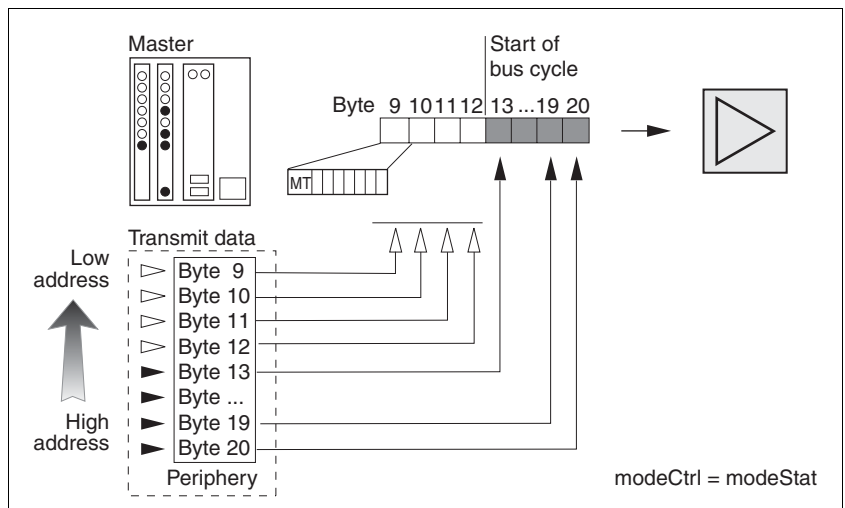 Master
Start of
bus cycle
Byte 9 10 11 12 13 ...19 20
MT
Transmit data
Low
address
High
address
Byte 9
Byte 10
Byte 11
Byte 12
Byte 13
Byte ...
Byte 19
Byte 20
Periphery
modeCtrl = modeStat